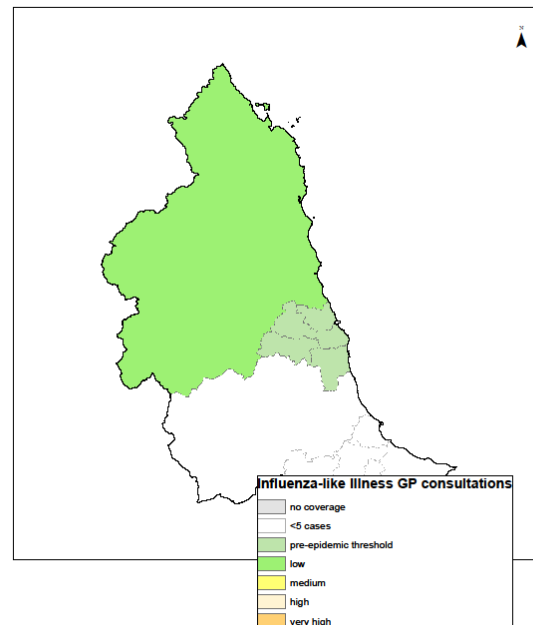 Influenza-like Illness GP consultations
no coverage
<5 cases
pre-epidemic threshold
low
medium
high
very high